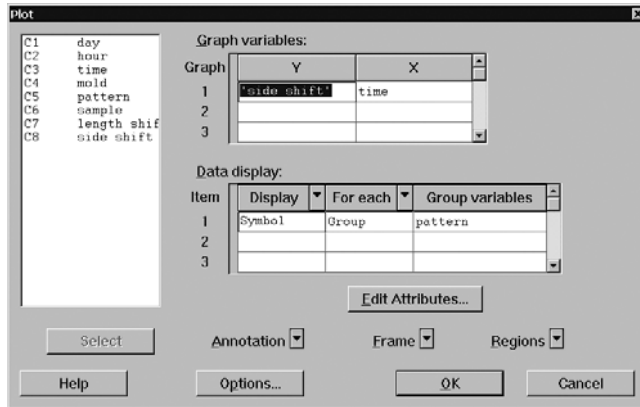 Plot
C1 day
C2 hour
C3 time
C4 mold
C5 pattern
C6 sample
C7 length shif
C8 side shift
Graph variables:
Graph Y X
1 'side shift' time
2
3
Data display:
Item Display For each Group variables
1 Symbol Group pattern
2
3
Edit Attributes...
Select Annotation Frame Regions
Help Options... OK Cancel